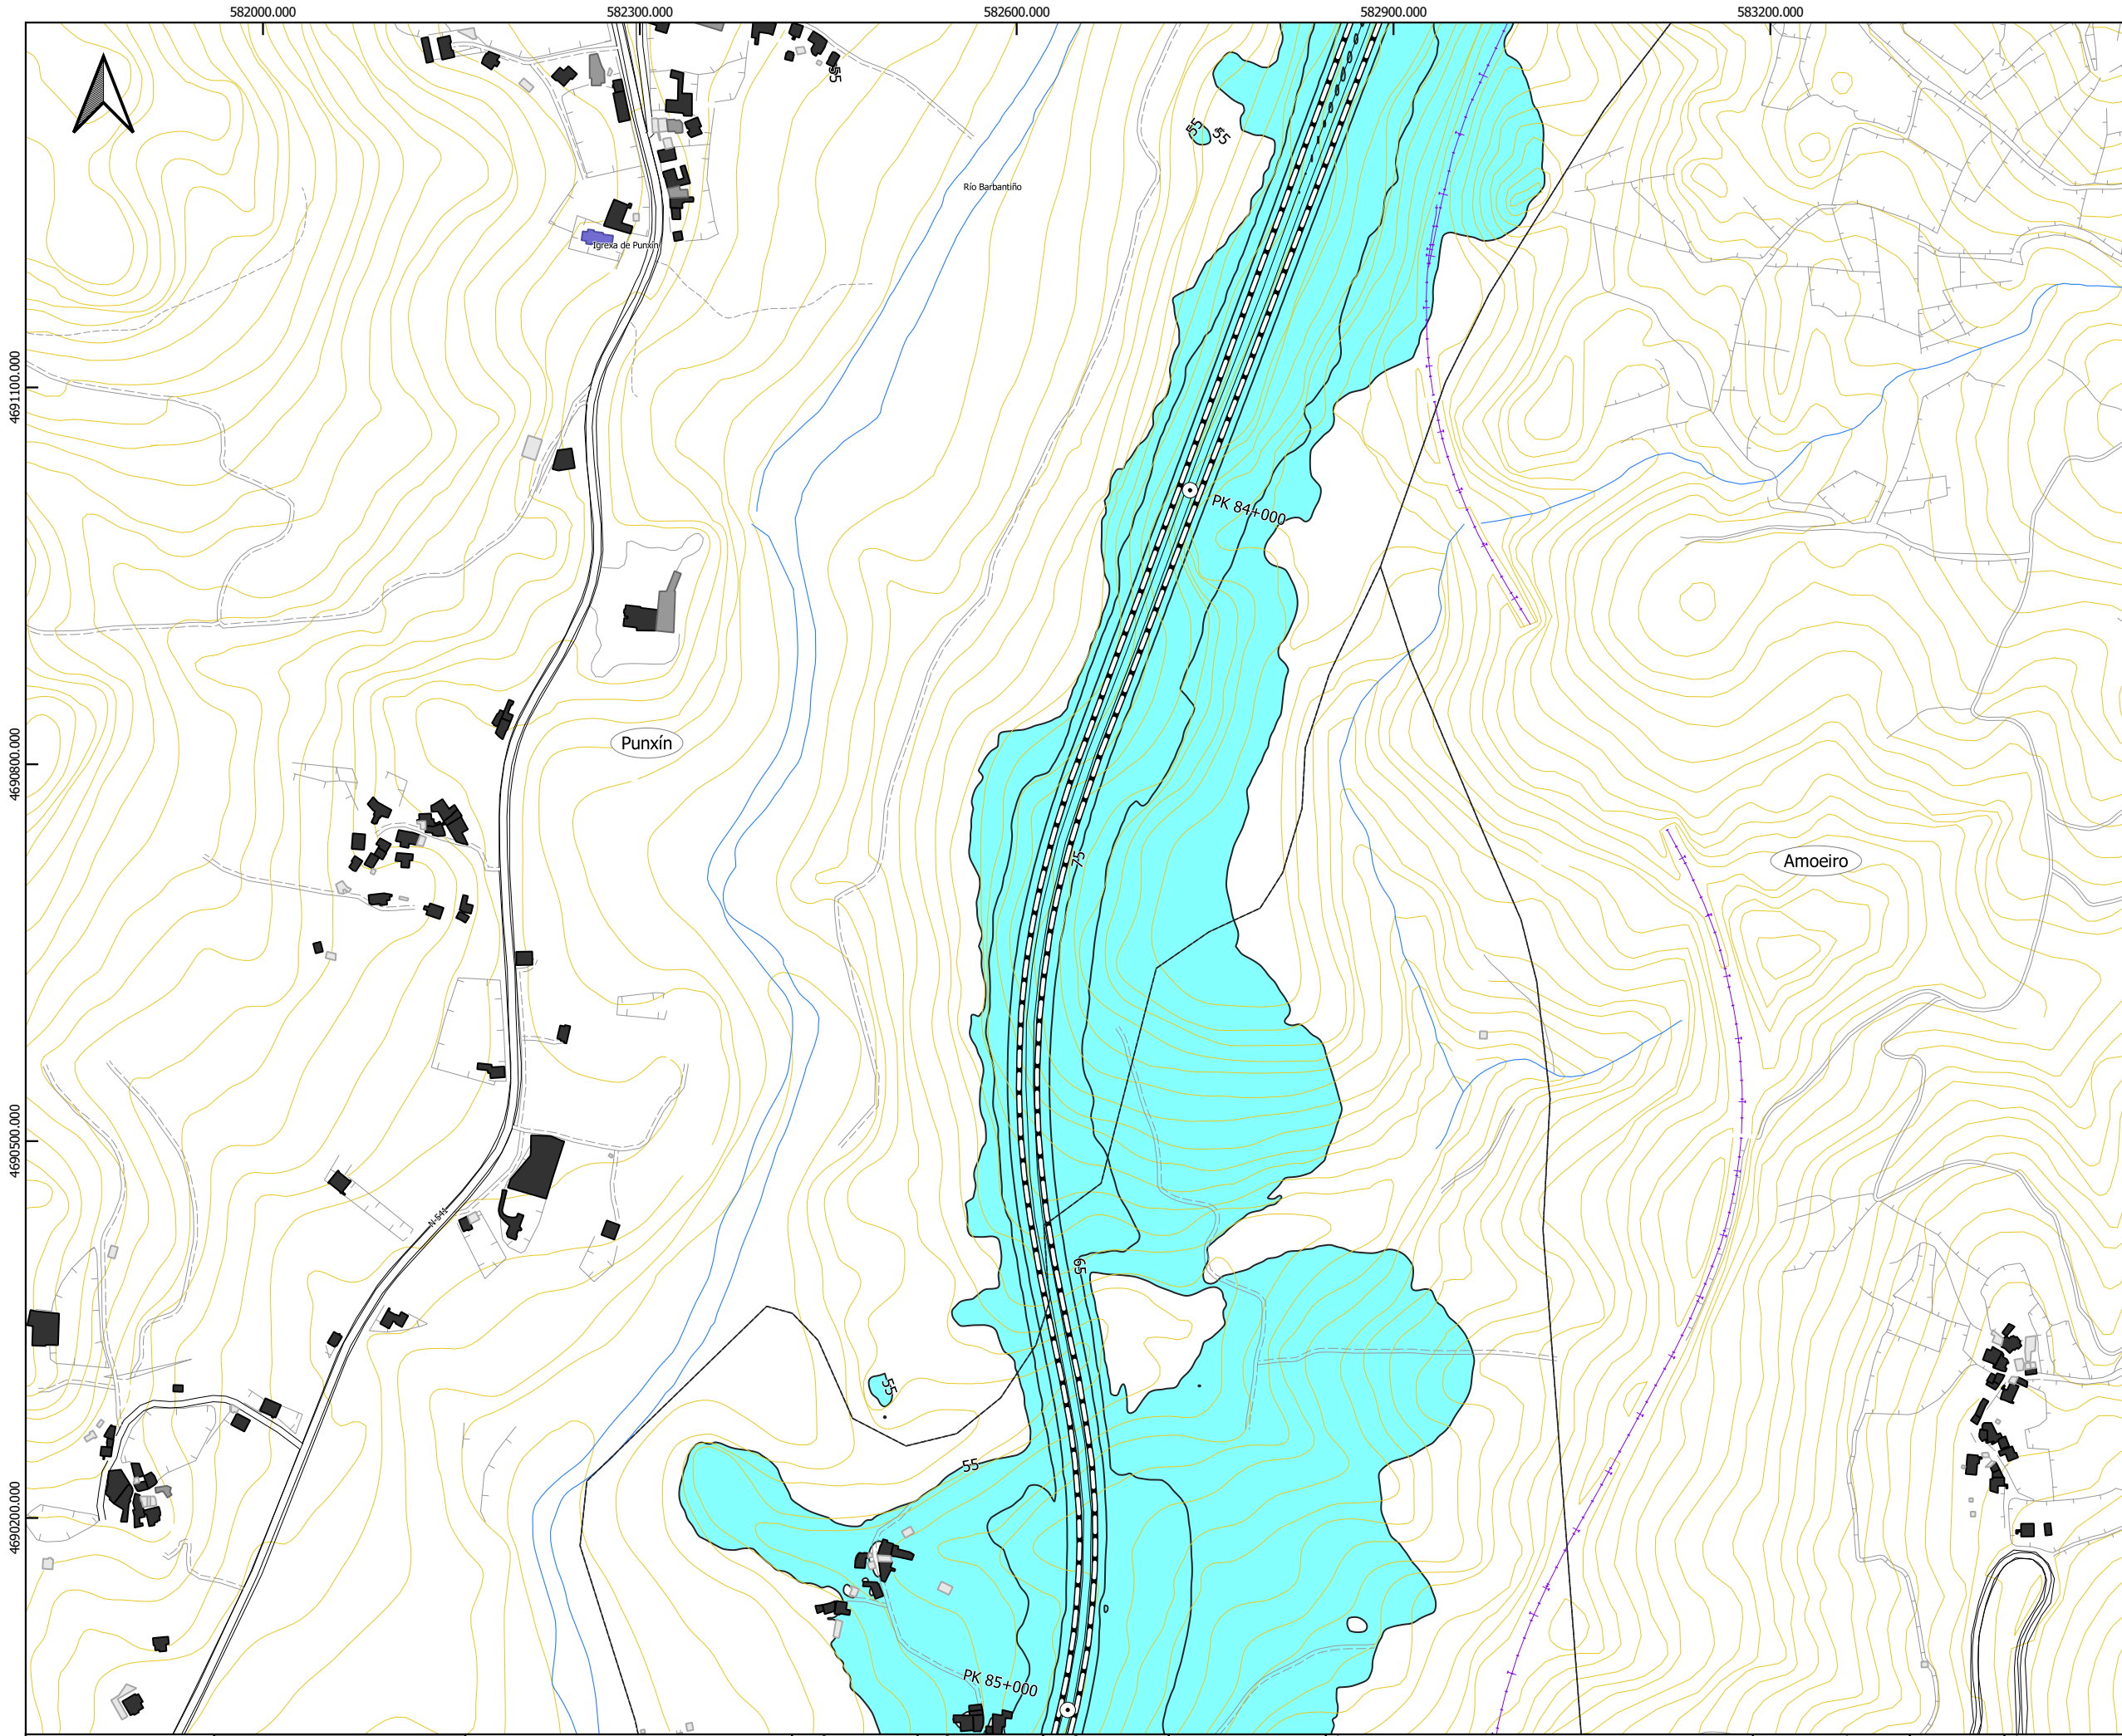 582000.000
582300.000
582600.000
582900.000
583200.000
55
55
55
Río Barbantiño
Igrexa de Punxín
4691100.000
PK 84+000
Punxín
4690800.000
75
Amoeiro
4690500.000
N-541
65
55
55
4690200.000
PK 85+000